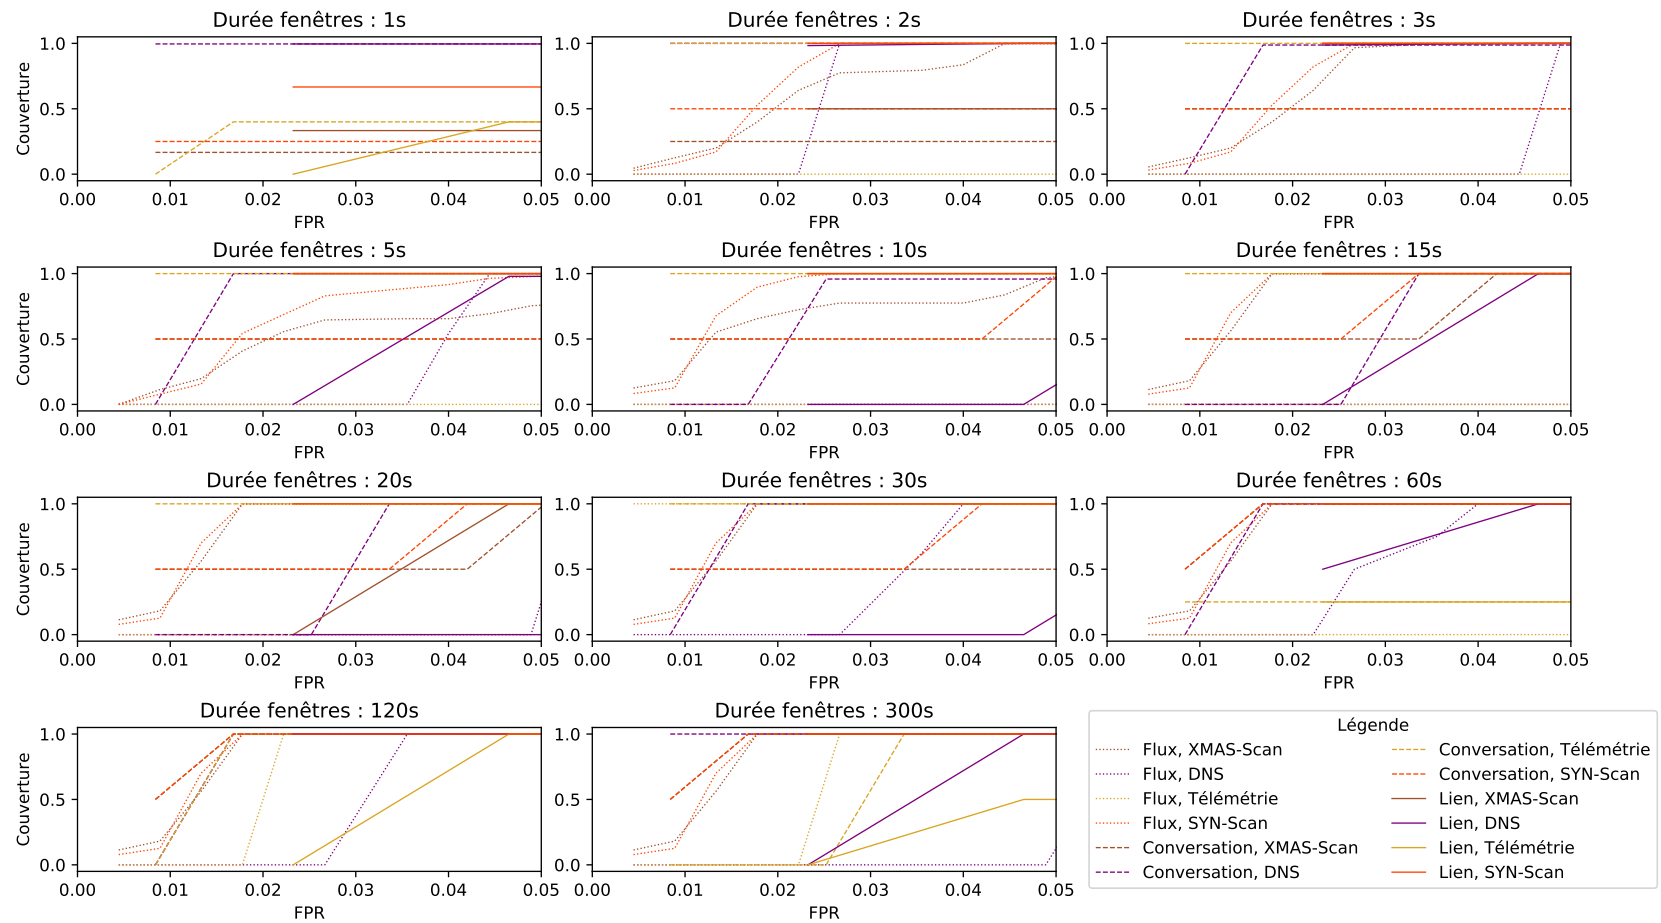 Durée fenêtres : 1s
Couverture
1.0
0.5
0.0
0.00 0.01 0.02 0.03 0.04 0.05
FPR
Durée fenêtres : 2s
1.0
0.5
0.0
0.00 0.01 0.02 0.03 0.04 0.05
FPR
Durée fenêtres : 3s
1.0
0.5
0.0
0.00 0.01 0.02 0.03 0.04 0.05
FPR
Durée fenêtres : 5s
Couverture
1.0
0.5
0.0
0.00 0.01 0.02 0.03 0.04 0.05
FPR
Durée fenêtres : 10s
1.0
0.5
0.0
0.00 0.01 0.02 0.03 0.04 0.05
FPR
Durée fenêtres : 15s
1.0
0.5
0.0
0.00 0.01 0.02 0.03 0.04 0.05
FPR
Durée fenêtres : 20s
Couverture
1.0
0.5
0.0
0.00 0.01 0.02 0.03 0.04 0.05
FPR
Durée fenêtres : 30s
1.0
0.5
0.0
0.00 0.01 0.02 0.03 0.04 0.05
FPR
Durée fenêtres : 60s
1.0
0.5
0.0
0.00 0.01 0.02 0.03 0.04 0.05
FPR
Durée fenêtres : 120s
Couverture
1.0
0.5
0.0
0.00 0.01 0.02 0.03 0.04 0.05
FPR
Durée fenêtres : 300s
1.0
0.5
0.0
0.00 0.01 0.02 0.03 0.04 0.05
FPR
Légende
Flux, XMAS-Scan
Flux, DNS
Flux, Télémétrie
Flux, SYN-Scan
Conversation, XMAS-Scan
Conversation, DNS
Conversation, Télémétrie
Conversation, SYN-Scan
Lien, XMAS-Scan
Lien, DNS
Lien, Télémétrie
Lien, SYN-Scan